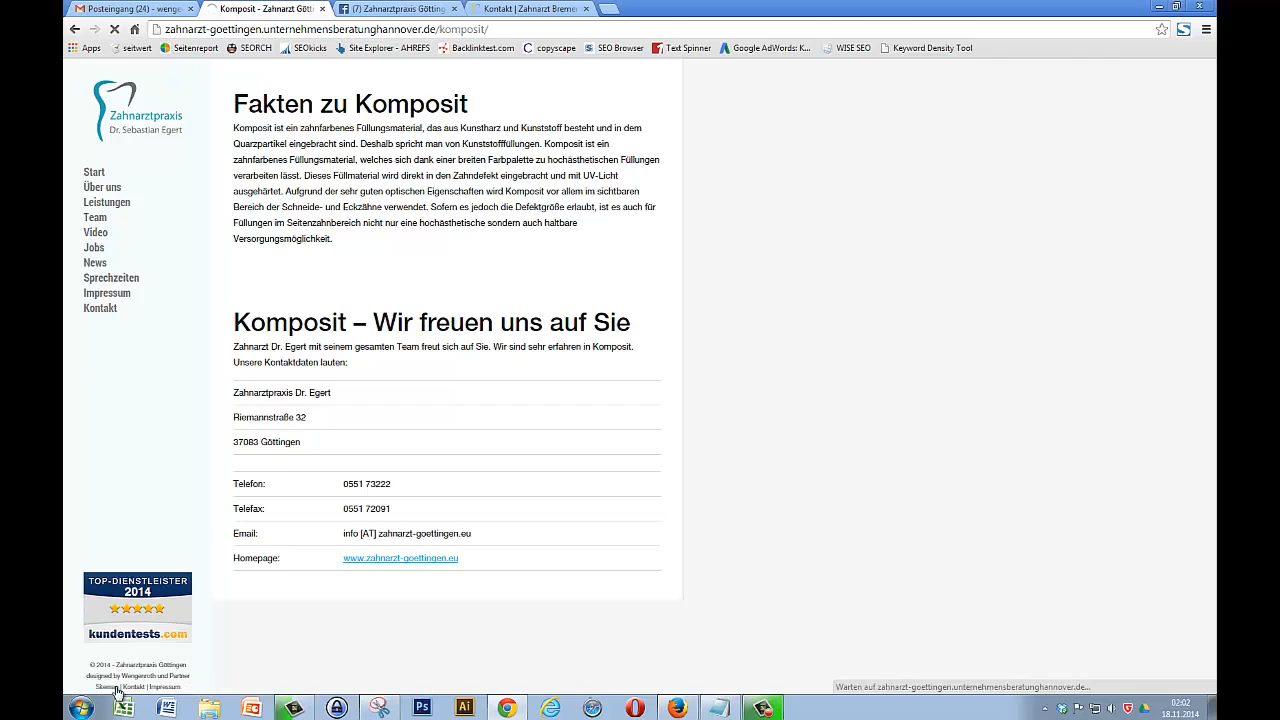 Posteingang (24) - wenge
Komposit - Zahnarzt Gött
(7) Zahnarztpraxis Götting
Kontakt | Zahnarzt Breme
zahnarzt-goettingen.unternehmensberatunghannover.de/komposit/
Apps seitwert Seitenreport SEORCH SEOkicks Site Explorer - AHREFS Backlinktest.com copyscape SEO Browser Text Spinner Google AdWords: K... WISE SEO Keyword Density Tool
Zahnarztpraxis
Dr. Sebastian Egert
Start
Über uns
Leistungen
Team
Video
Jobs
News
Sprechzeiten
Impressum
Kontakt
TOP-DIENSTLEISTER
2014
kundentests.com
© 2014 - Zahnarztpraxis Göttingen
designed by Wengenroth und Partner
| Kontakt | Impressum
Fakten zu Komposit
Komposit ist ein zahnfarbenes Füllungsmaterial, das aus Kunstharz und Kunststoff besteht und in dem
Quarzpartikel eingebracht sind. Deshalb spricht man von Kunststofffüllungen. Komposit ist ein
zahnfarbenes Füllungsmaterial, welches sich dank einer breiten Farbpalette zu hochästhetischen Füllungen
verarbeiten lässt. Dieses Füllmaterial wird direkt in den Zahndefekt eingebracht und mit UV-Licht
ausgehärtet. Aufgrund der sehr guten optischen Eigenschaften wird Komposit vor allem im sichtbaren
Bereich der Schneide- und Eckzähne verwendet. Sofern es jedoch die Defektgröße erlaubt, ist es auch für
Füllungen im Seitenzahnbereich nicht nur eine hochästhetische sondern auch haltbare
Versorgungsmöglichkeit.
Komposit – Wir freuen uns auf Sie
Zahnarzt Dr. Egert mit seinem gesamten Team freut sich auf Sie. Wir sind sehr erfahren in Komposit.
Unsere Kontaktdaten lauten:
Zahnarztpraxis Dr. Egert
Riemannstraße 32
37083 Göttingen
Telefon: 0551 73222
Telefax: 0551 72091
Email: info [AT] zahnarzt-goettingen.eu
Homepage: www.zahnarzt-goettingen.eu
Warten auf zahnarzt-goettingen.unternehmensberatunghannover.de...
02:02
18.11.2014